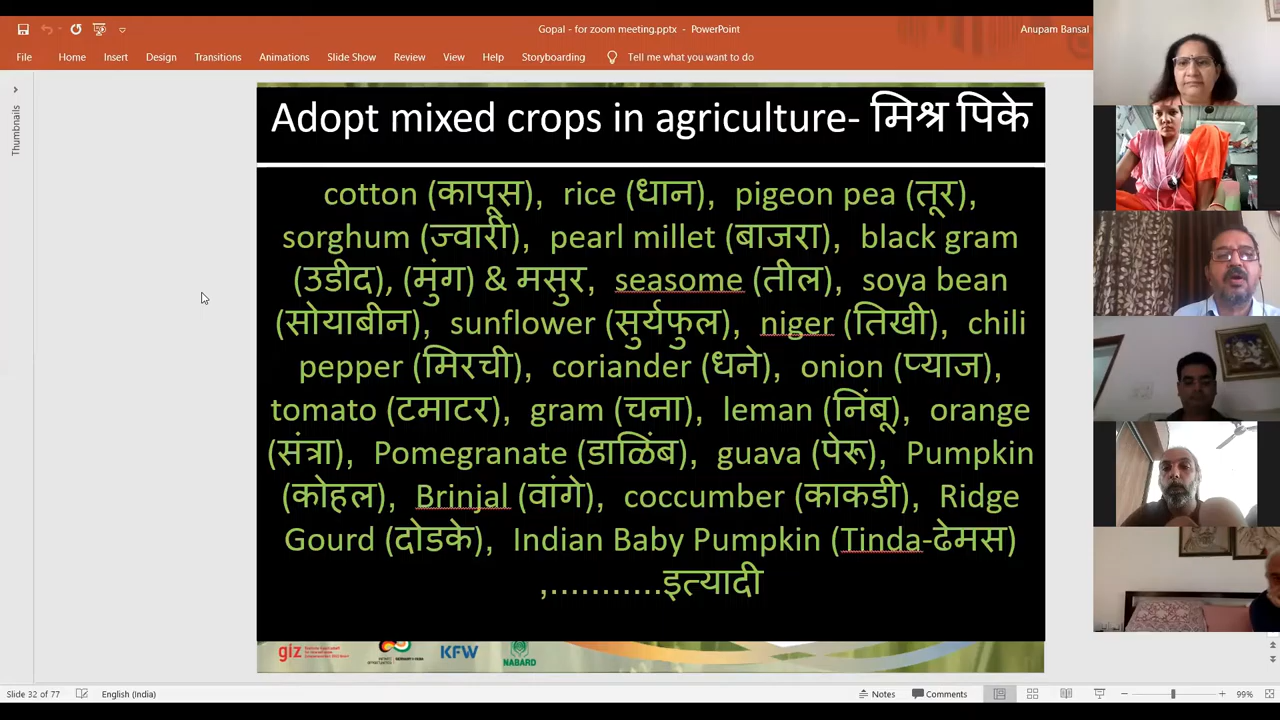 Gopal - for zoom meeting.pptx - PowerPoint
Anupam Bansal
File Home Insert Design Transitions Animations Slide Show Review View Help Storyboarding Tell me what you want to do
Thumbnails
Adopt mixed crops in agriculture- मिश्र पिके
cotton (कापूस), rice (धान), pigeon pea (तूर),
sorghum (ज्वारी), pearl millet (बाजरा), black gram
(उडीद), (मुंग) & मसुर, seasome (तील), soya bean
(सोयाबीन), sunflower (सुर्यफुल), niger (तिखी), chili
pepper (मिरची), coriander (धने), onion (प्याज),
tomato (टमाटर), gram (चना), leman (निंबू), orange
(संत्रा), Pomegranate (डाळिंब), guava (पेरू), Pumpkin
(कोहल), Brinjal (वांगे), coccumber (काकडी), Ridge
Gourd (दोडके), Indian Baby Pumpkin (Tinda-ढेमस)
,...........इत्यादी
giz KFW NABARD
Slide 32 of 77 English (India) Notes Comments 99%